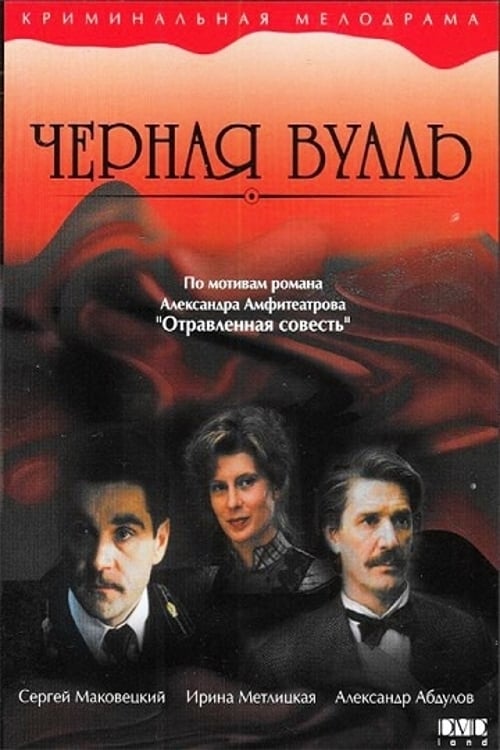 КРИМИНАЛЬНАЯ МЕЛОДРАМА
ЧЕРНАЯ ВУАЛЬ
По мотивам романа
Александра Амфитеатрова
"Отравленная совесть"
Сергей Маковецкий Ирина Метлицкая Александр Абдулов
DVD
land